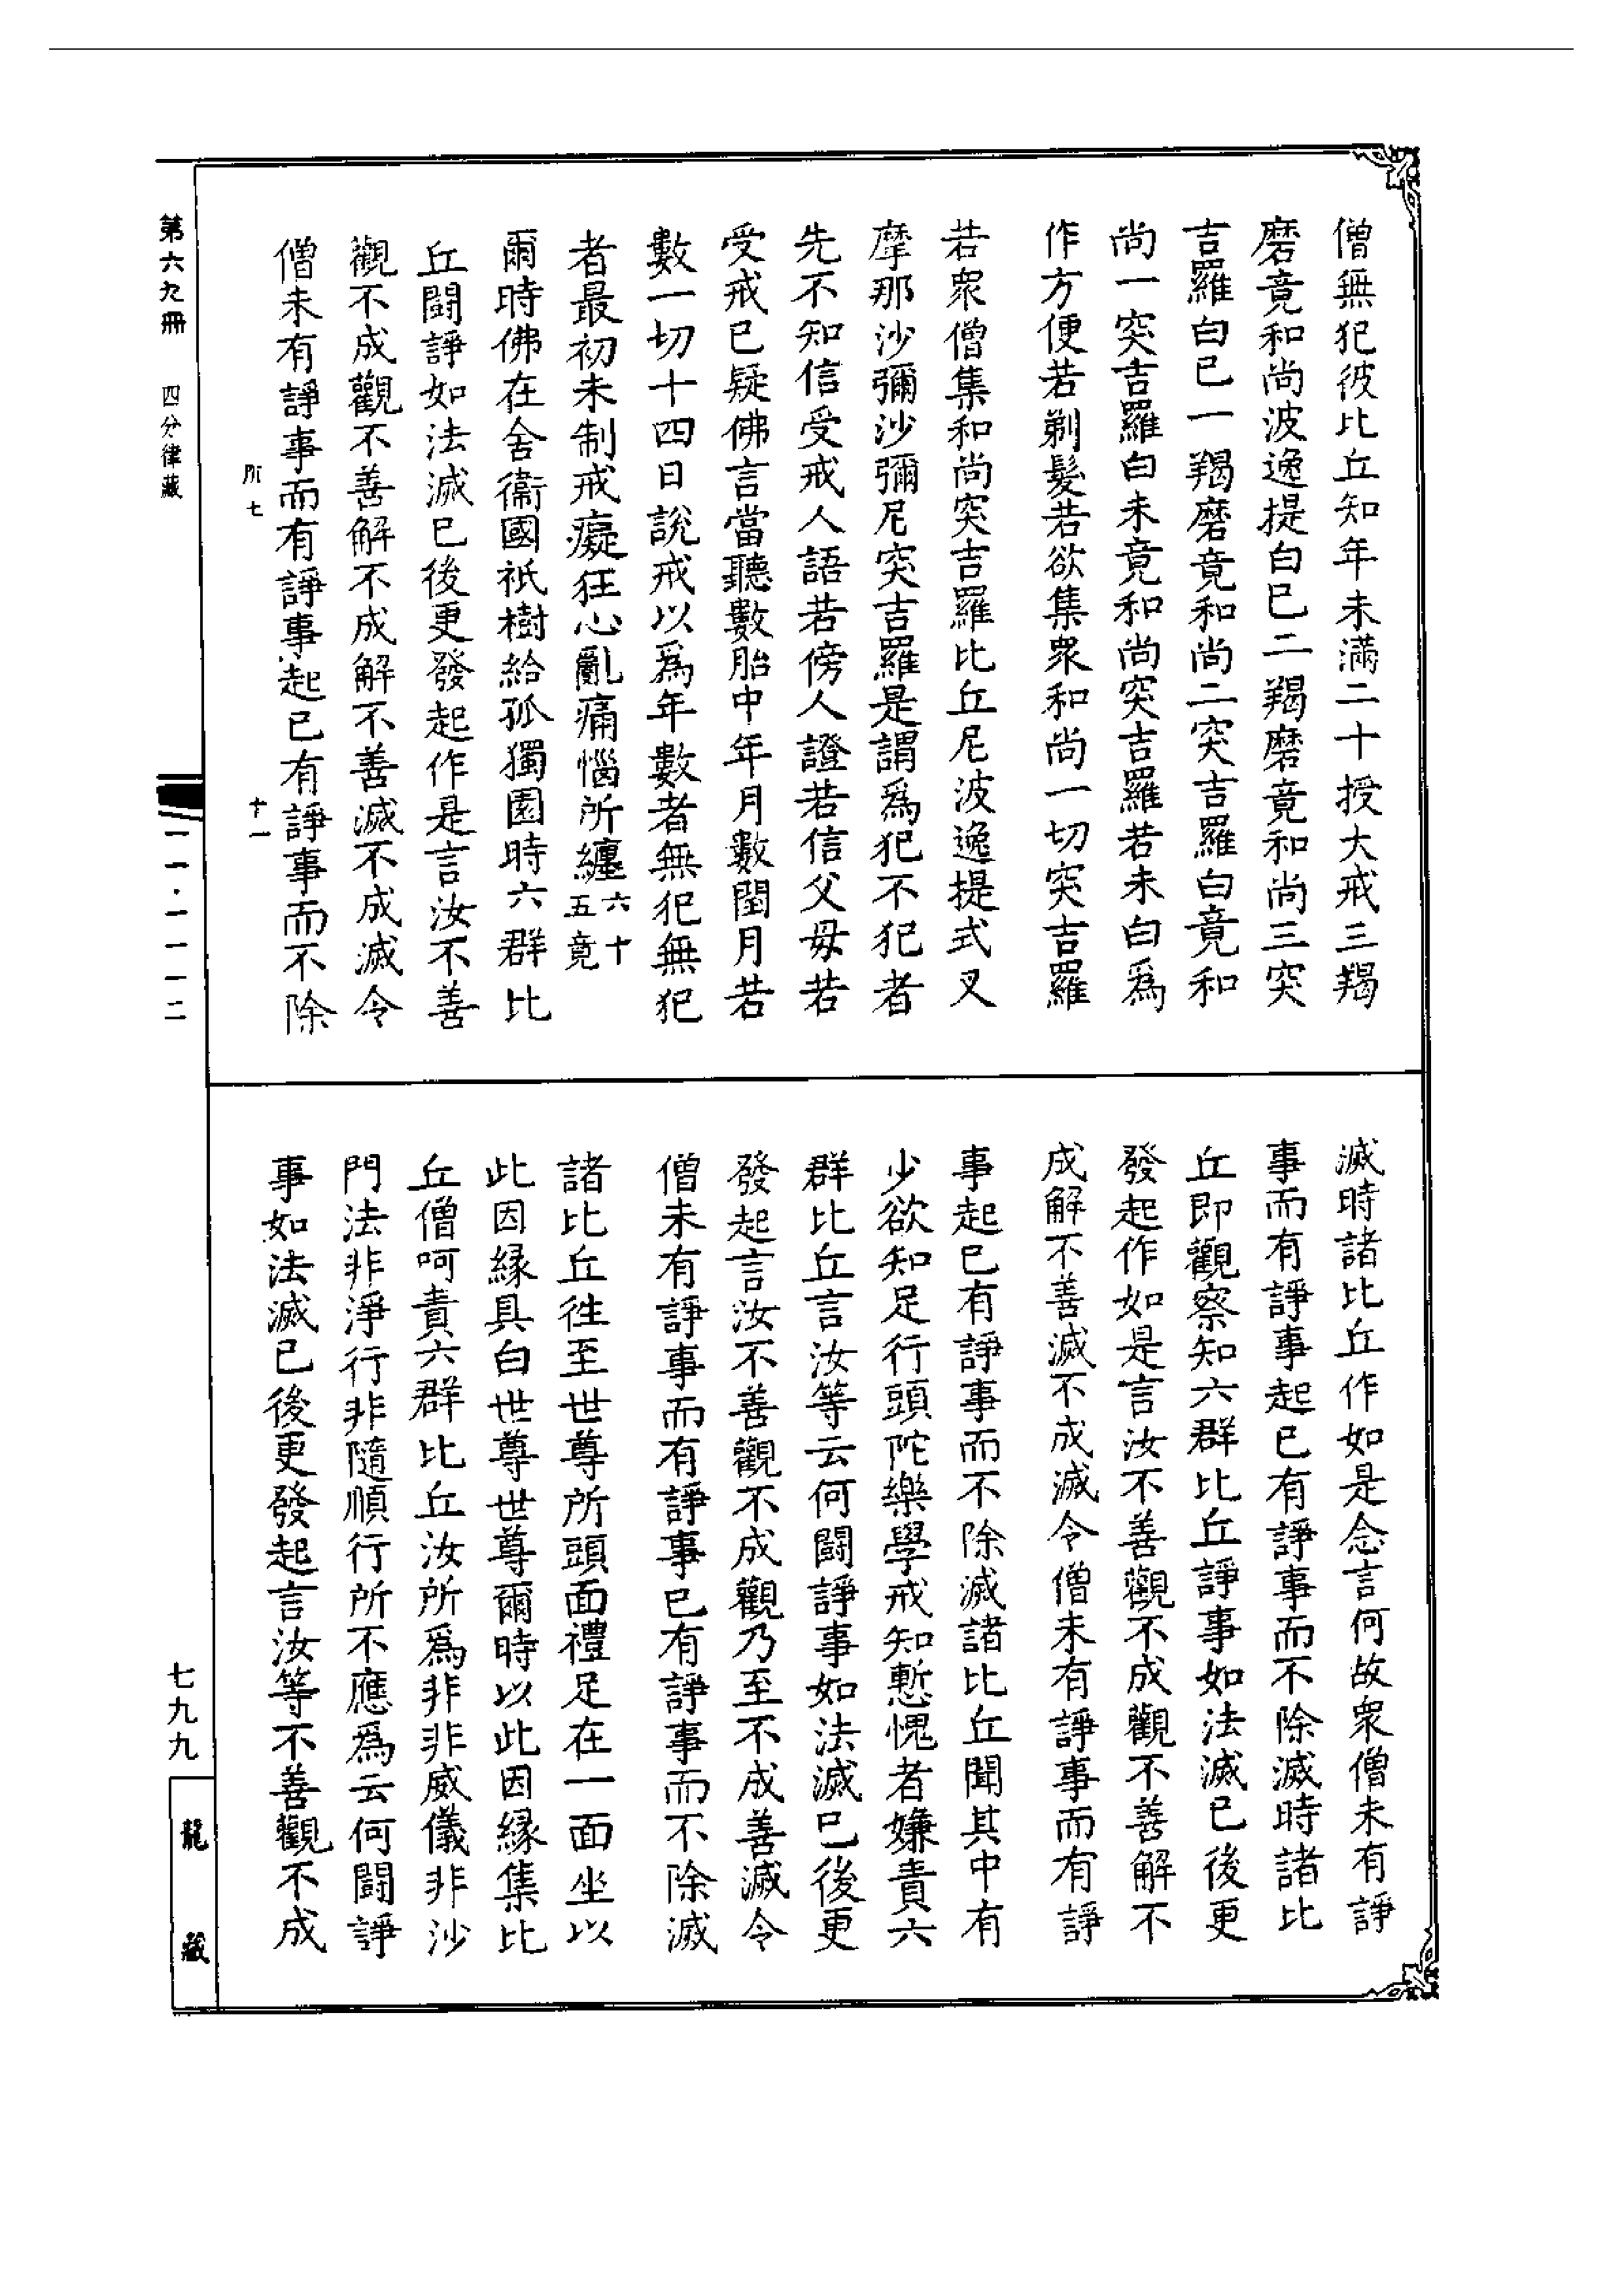 僧無犯彼比丘知年未滿二十授大戒三羯
磨竟和尚波逸提白已二羯磨竟和尚三突
吉羅白已一羯磨竟和尚二突吉羅白竟和
尚一突吉羅白未竟和尚突吉羅若未白爲
作方便若剃髮若欲集衆和尚一切突吉羅
若衆僧集和尚突吉羅比丘尼波逸提式叉
摩那沙彌沙彌尼突吉羅是謂爲犯不犯者
先不知信受戒人語若傍人證若信父母若
受戒已疑佛言當聽數胎中年月數閏月若
數一切十四日說戒以爲年數者無犯無犯
者最初未制戒癡狂心亂痛惱所纏六十
五竟
爾時佛在舍衞國祇樹給孤獨園時六群比
丘鬪諍如法滅已後更發起作是言汝不善
觀不成觀不善解不成解不善滅不成滅令
僧未有諍事而有諍事起已有諍事而不除
滅時諸比丘作如是念言何故衆僧未有諍
事而有諍事起已有諍事而不除滅時諸比
丘即觀察知六群比丘諍事如法滅已後更
發起作如是言汝不善觀不成觀不善解不
成解不善滅不成滅令僧未有諍事而有諍
事起已有諍事而不除滅諸比丘聞其中有
少欲知足行頭陀樂學戒知慙愧者嫌責六
群比丘言汝等云何鬪諍事如法滅已後更
發起言汝不善觀不成觀乃至不成善滅令
僧未有諍事而有諍事已有諍事而不除滅
諸比丘往至世尊所頭面禮足在一面坐以
此因緣具白世尊世尊爾時以此因緣集比
丘僧呵責六群比丘汝所爲非非威儀非沙
門法非淨行非隨順行所不應爲云何鬪諍
事如法滅已後更發起言汝等不善觀不成
所七
十一
第六九冊
四分律藏
一一·一一一二
七九九
龍藏